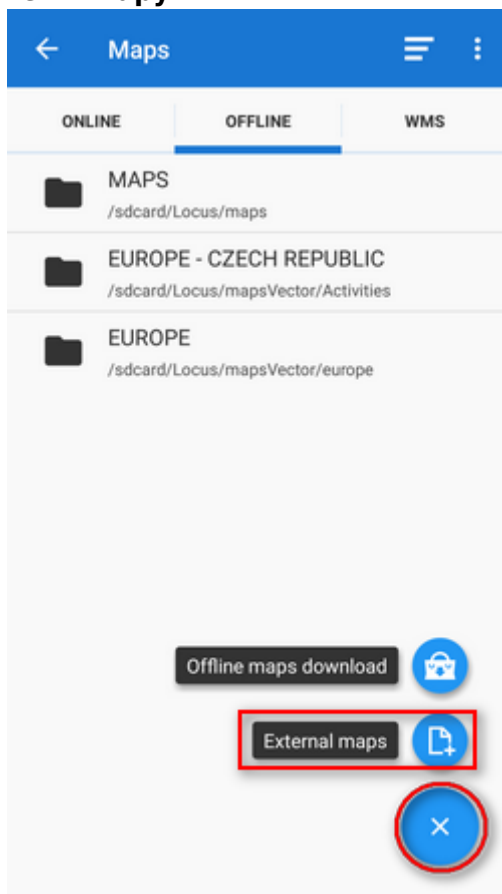 Maps
ONLINE OFFLINE WMS
MAPS
/sdcard/Locus/maps
EUROPE - CZECH REPUBLIC
/sdcard/Locus/mapsVector/Activities
EUROPE
/sdcard/Locus/mapsVector/europe
Offline maps download
External maps